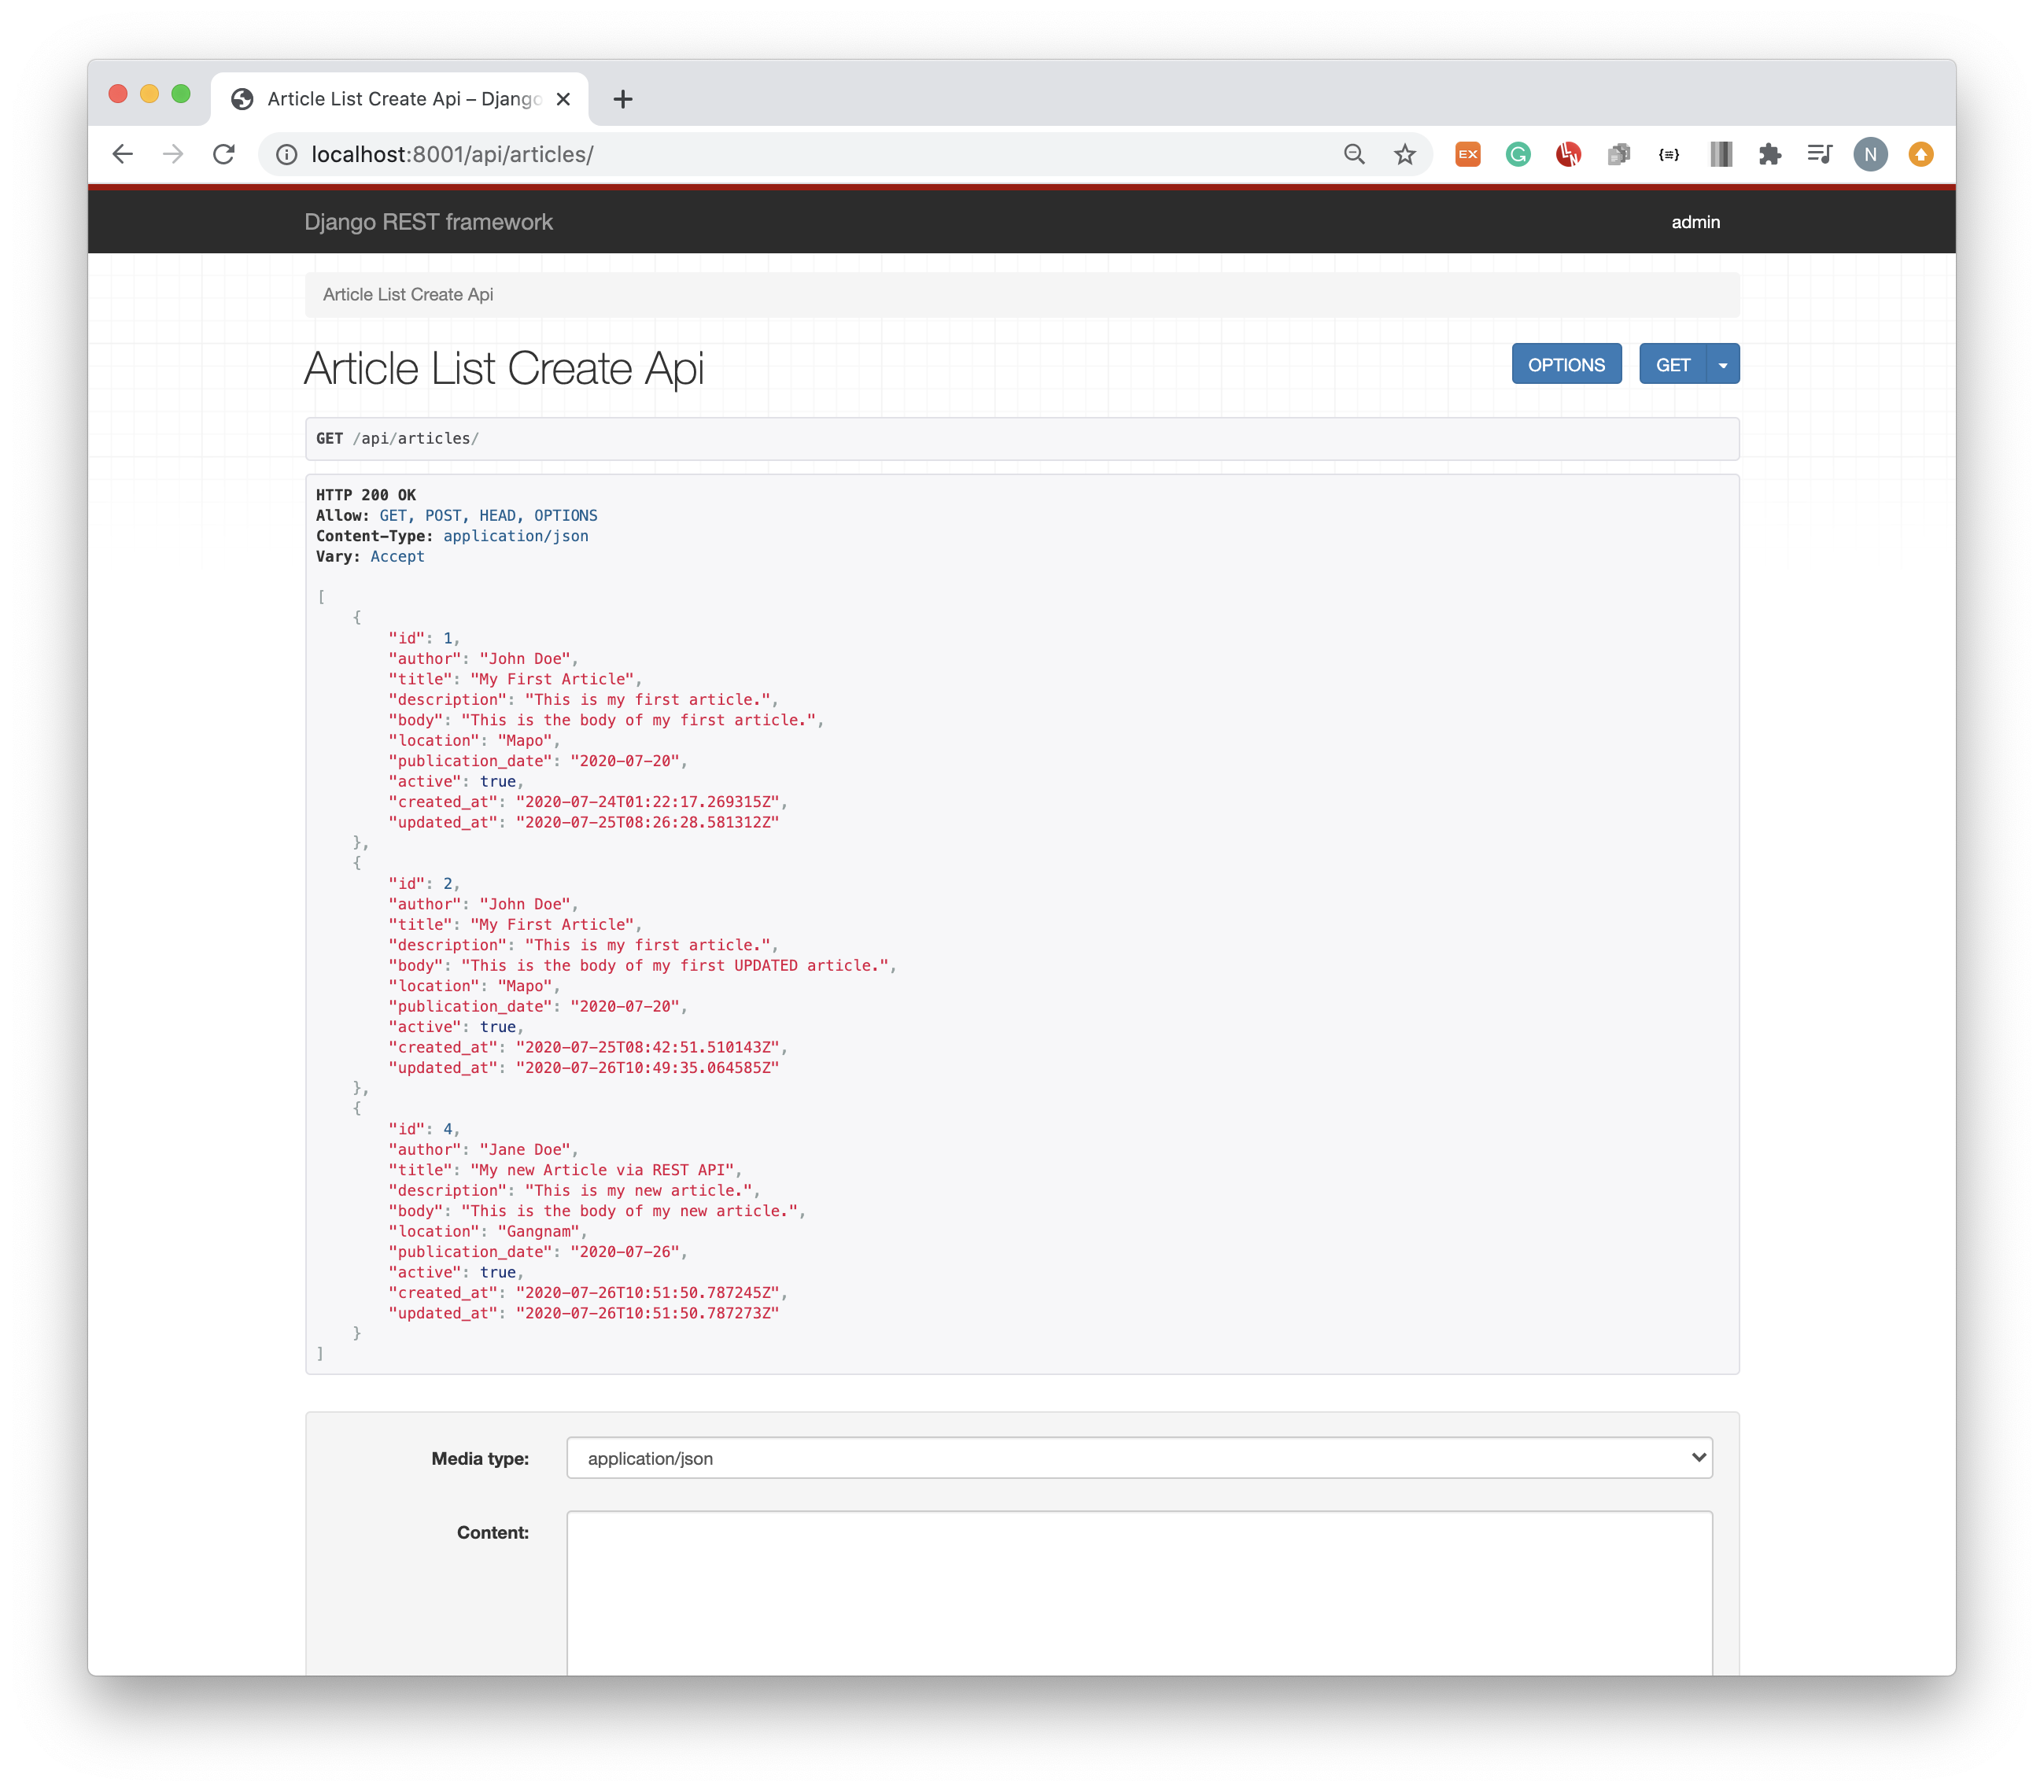 Article List Create Api – Django
localhost:8001/api/articles/
EX
{≡}
N
Django REST framework
admin
Article List Create Api
Article List Create Api
OPTIONS
GET
GET /api/articles/
HTTP 200 OK
Allow: GET, POST, HEAD, OPTIONS
Content-Type: application/json
Vary: Accept
[
    {
        "id": 1,
        "author": "John Doe",
        "title": "My First Article",
        "description": "This is my first article.",
        "body": "This is the body of my first article.",
        "location": "Mapo",
        "publication_date": "2020-07-20",
        "active": true,
        "created_at": "2020-07-24T01:22:17.269315Z",
        "updated_at": "2020-07-25T08:26:28.581312Z"
    },
    {
        "id": 2,
        "author": "John Doe",
        "title": "My First Article",
        "description": "This is my first article.",
        "body": "This is the body of my first UPDATED article.",
        "location": "Mapo",
        "publication_date": "2020-07-20",
        "active": true,
        "created_at": "2020-07-25T08:42:51.510143Z",
        "updated_at": "2020-07-26T10:49:35.064585Z"
    },
    {
        "id": 4,
        "author": "Jane Doe",
        "title": "My new Article via REST API",
        "description": "This is my new article.",
        "body": "This is the body of my new article.",
        "location": "Gangnam",
        "publication_date": "2020-07-26",
        "active": true,
        "created_at": "2020-07-26T10:51:50.787245Z",
        "updated_at": "2020-07-26T10:51:50.787273Z"
    }
]
Media type:
application/json
Content: